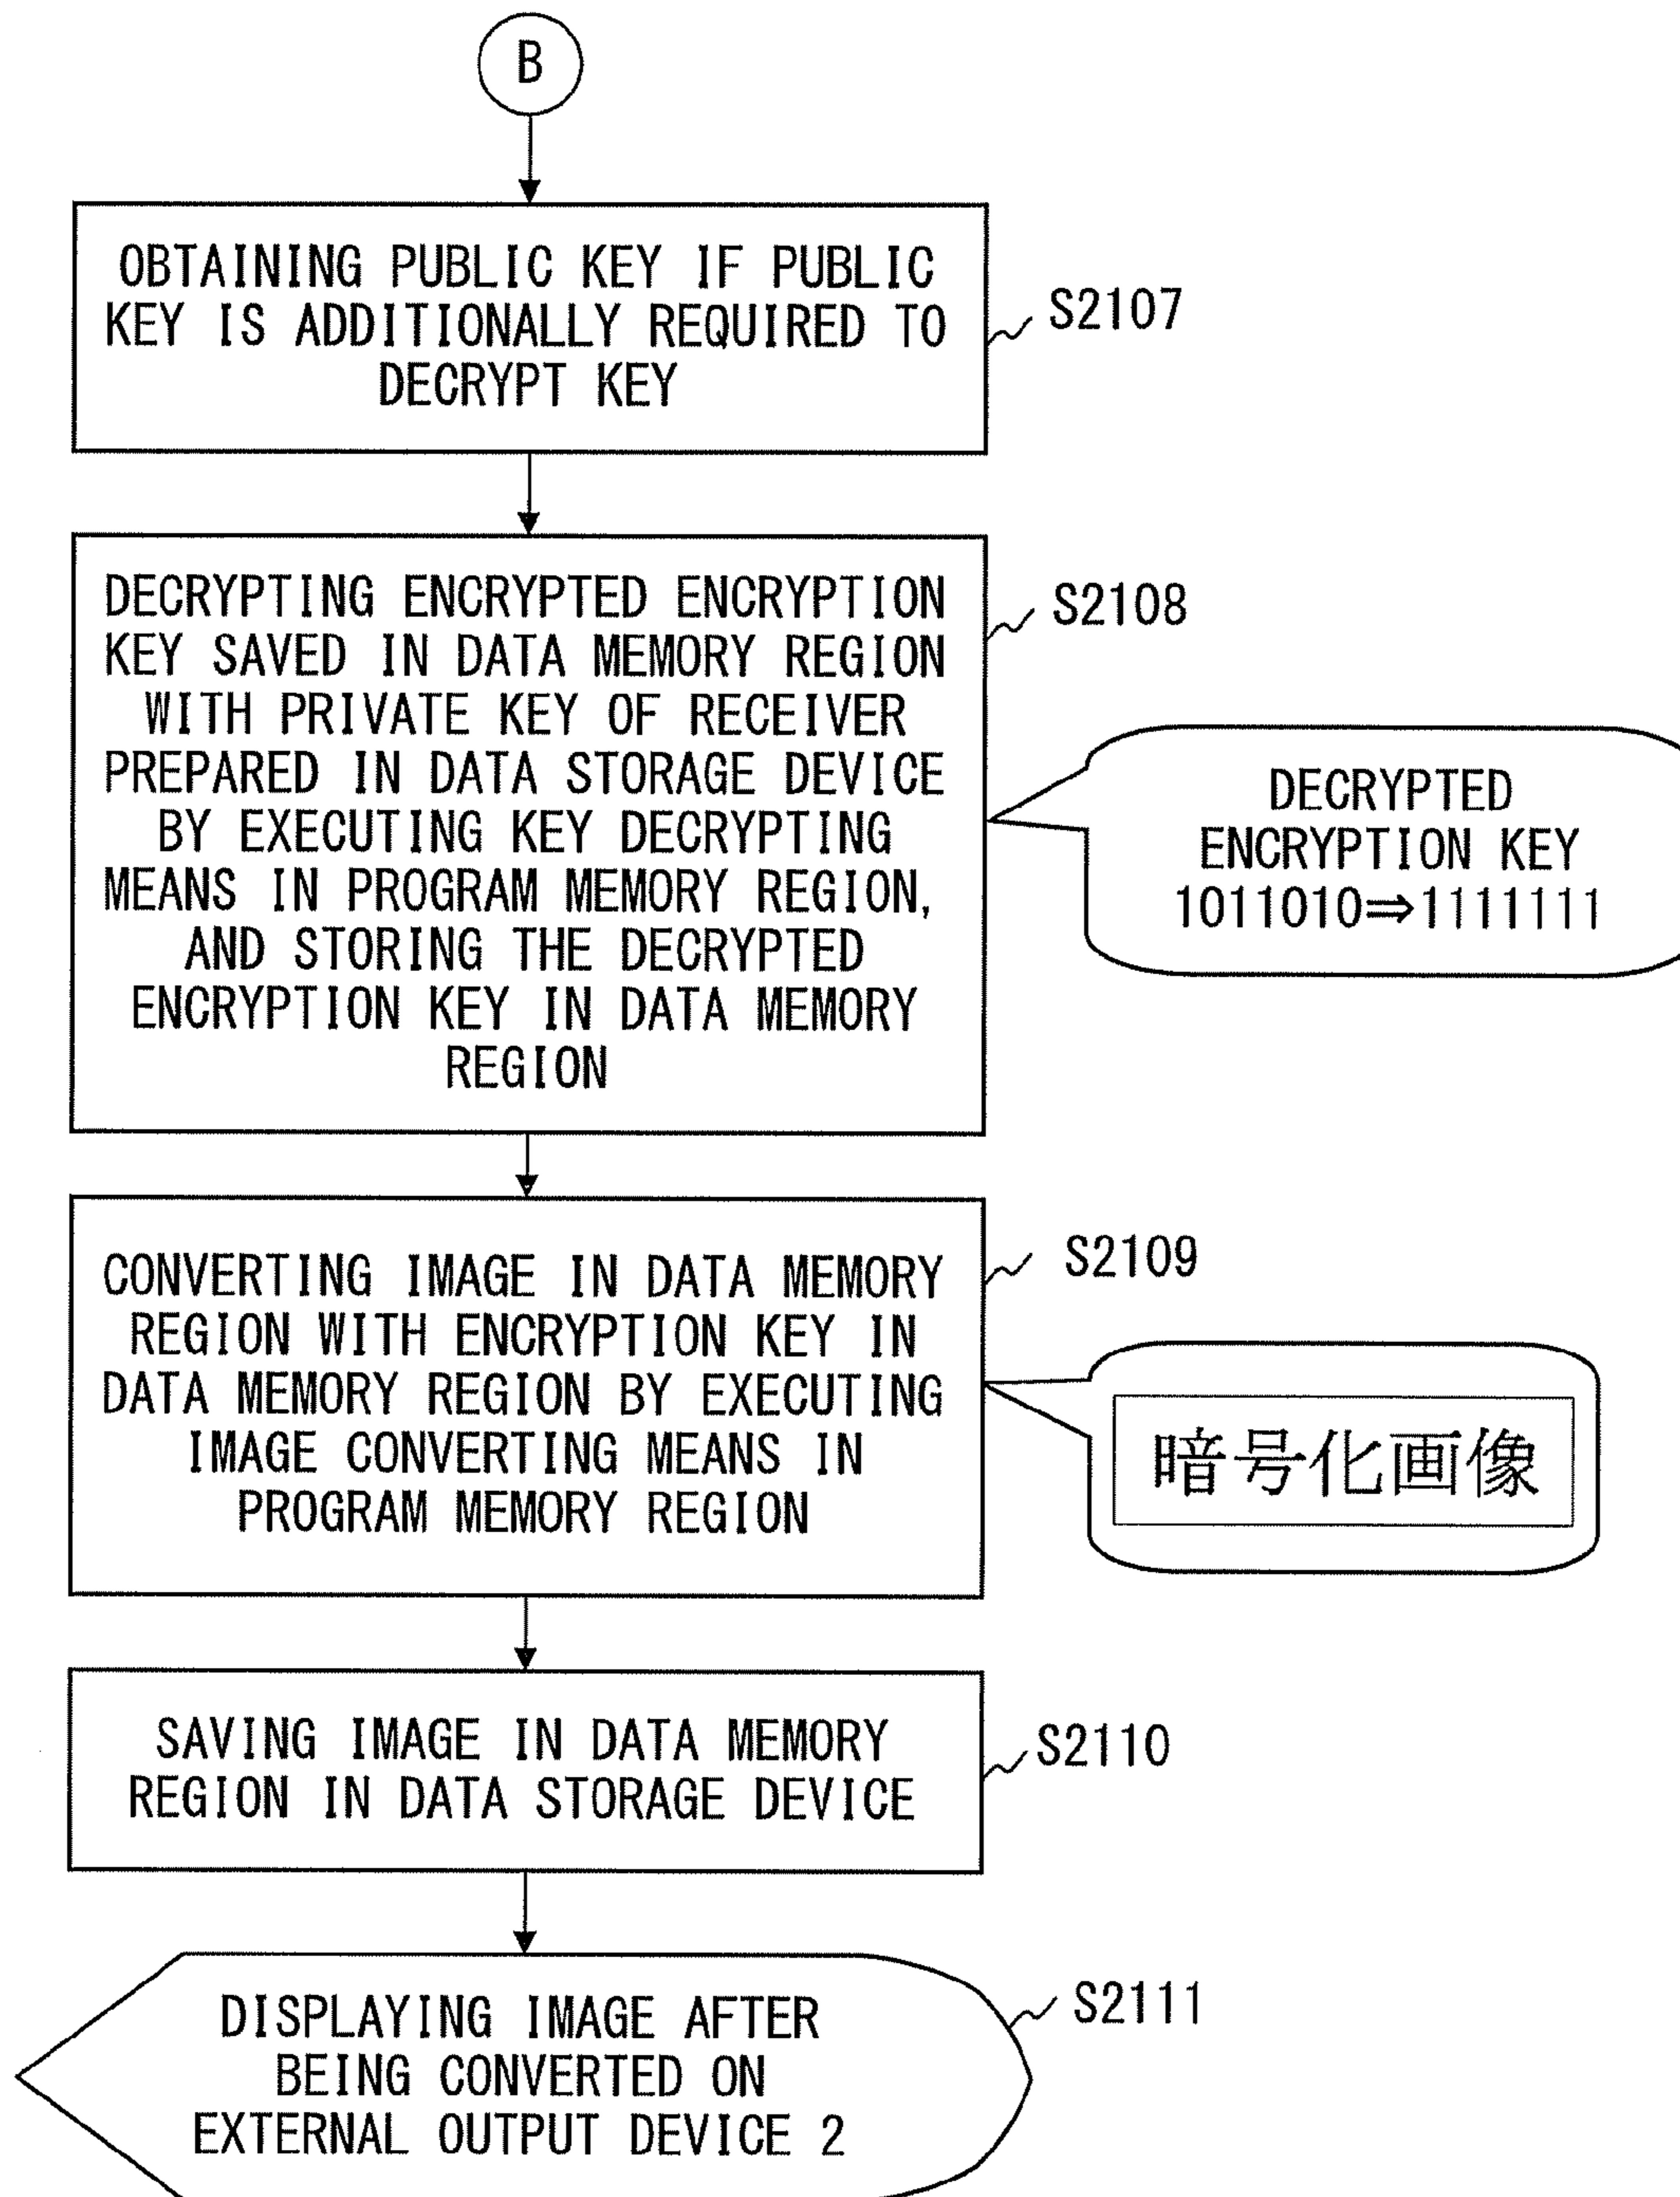 B
OBTAINING PUBLIC KEY IF PUBLIC
KEY IS ADDITIONALLY REQUIRED TO
DECRYPT KEY
S2107
DECRYPTING ENCRYPTED ENCRYPTION
KEY SAVED IN DATA MEMORY REGION
WITH PRIVATE KEY OF RECEIVER
PREPARED IN DATA STORAGE DEVICE
BY EXECUTING KEY DECRYPTING
MEANS IN PROGRAM MEMORY REGION,
AND STORING THE DECRYPTED
ENCRYPTION KEY IN DATA MEMORY
REGION
S2108
DECRYPTED
ENCRYPTION KEY
1011010⇒1111111
CONVERTING IMAGE IN DATA MEMORY
REGION WITH ENCRYPTION KEY IN
DATA MEMORY REGION BY EXECUTING
IMAGE CONVERTING MEANS IN
PROGRAM MEMORY REGION
S2109
暗号化画像
SAVING IMAGE IN DATA MEMORY
REGION IN DATA STORAGE DEVICE
S2110
DISPLAYING IMAGE AFTER
BEING CONVERTED ON
EXTERNAL OUTPUT DEVICE 2
S2111